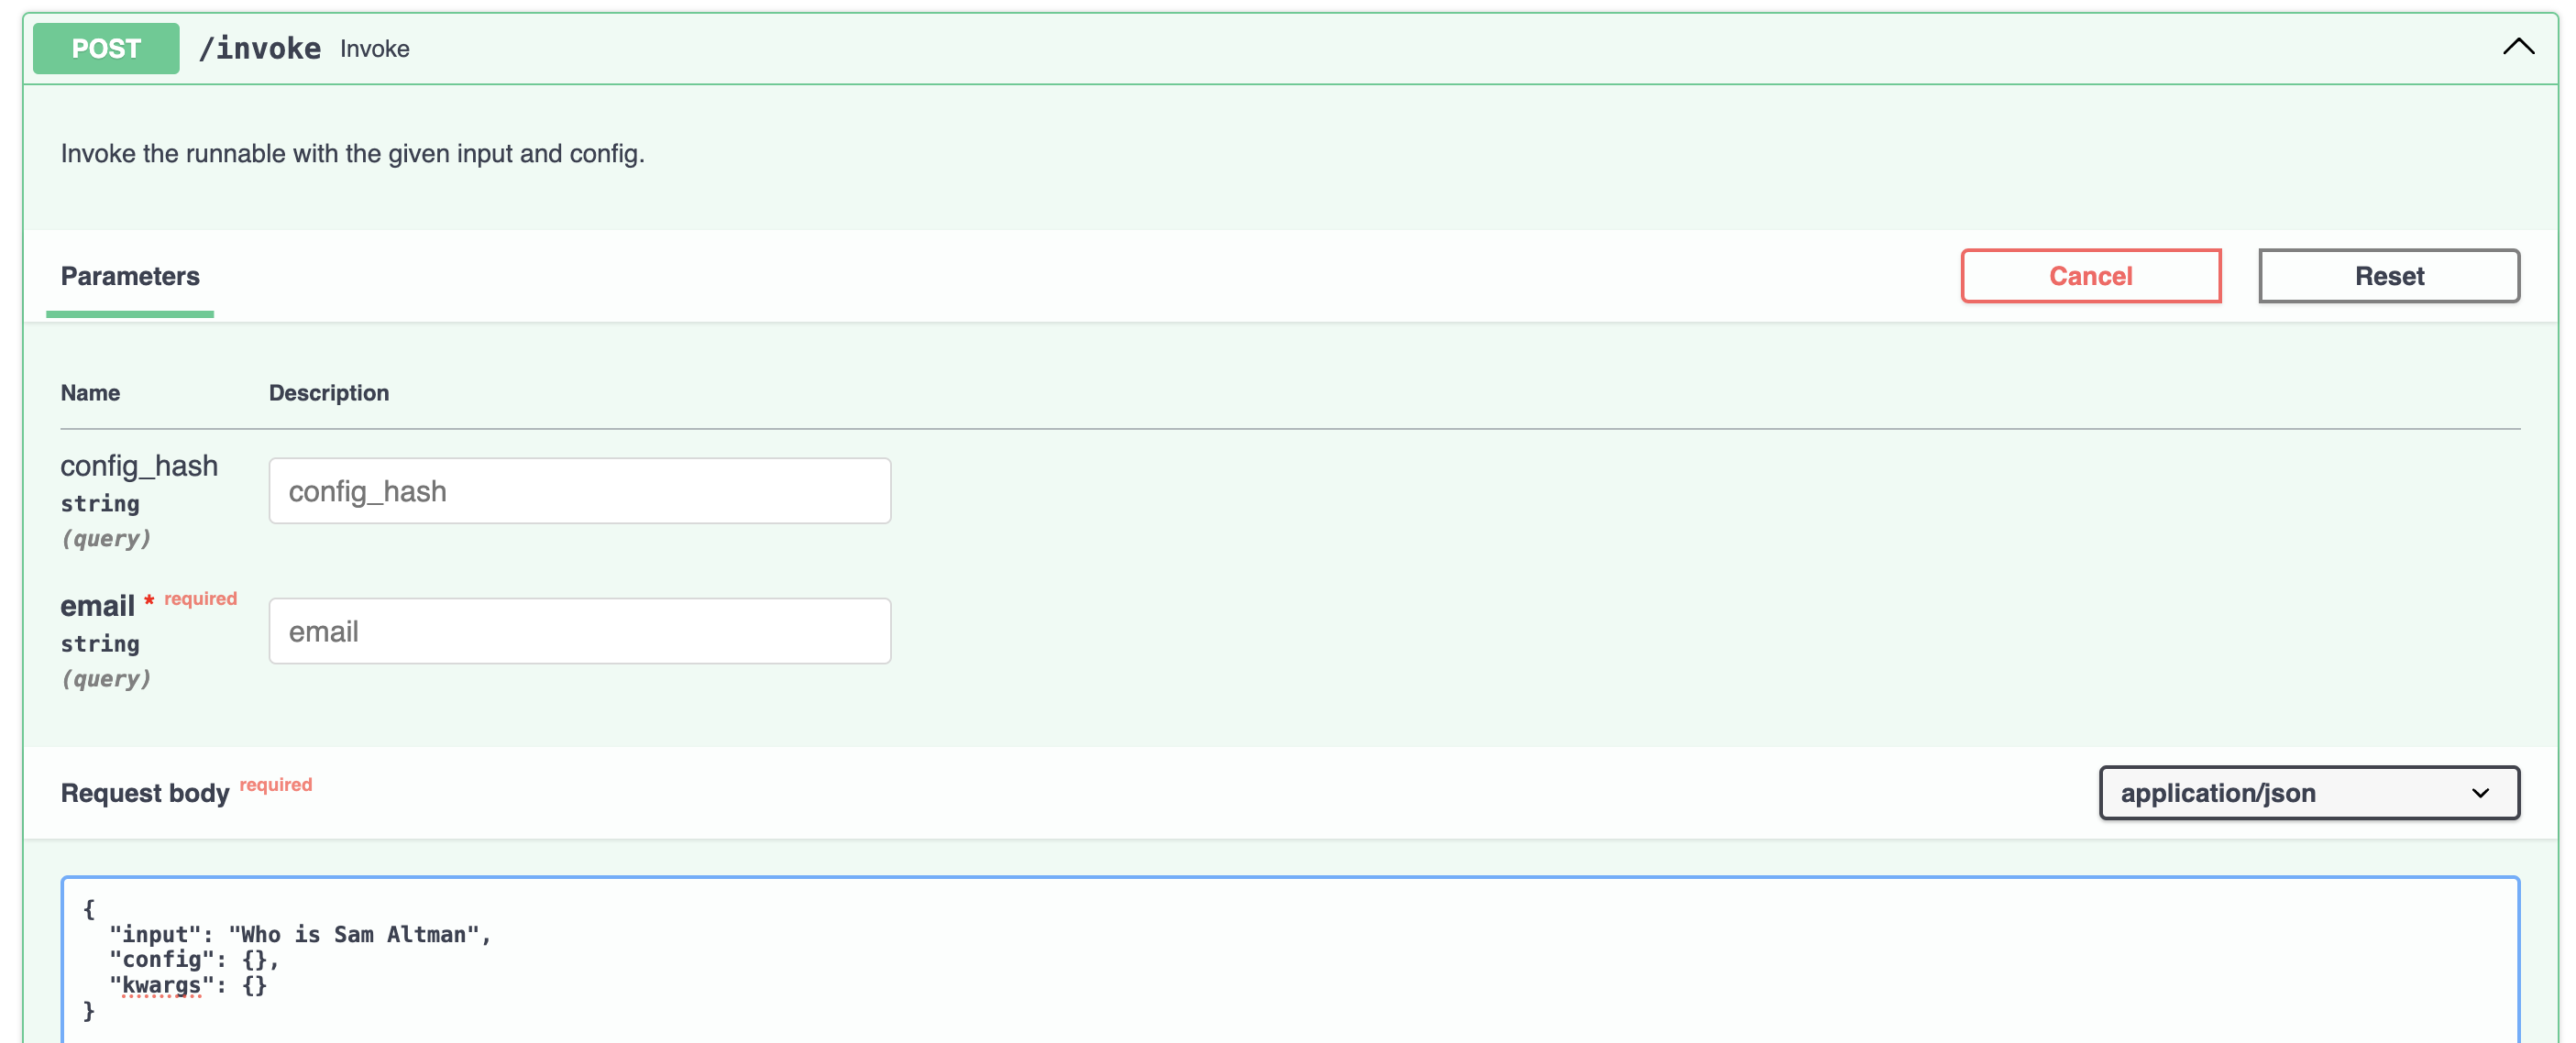 POST /invoke Invoke
Invoke the runnable with the given input and config.
Parameters Cancel Reset
Name Description
config_hash config_hash
string
(query)
email * required email
string
(query)
Request body required application/json
{
"input": "Who is Sam Altman",
"config": {},
"kwargs": {}
}